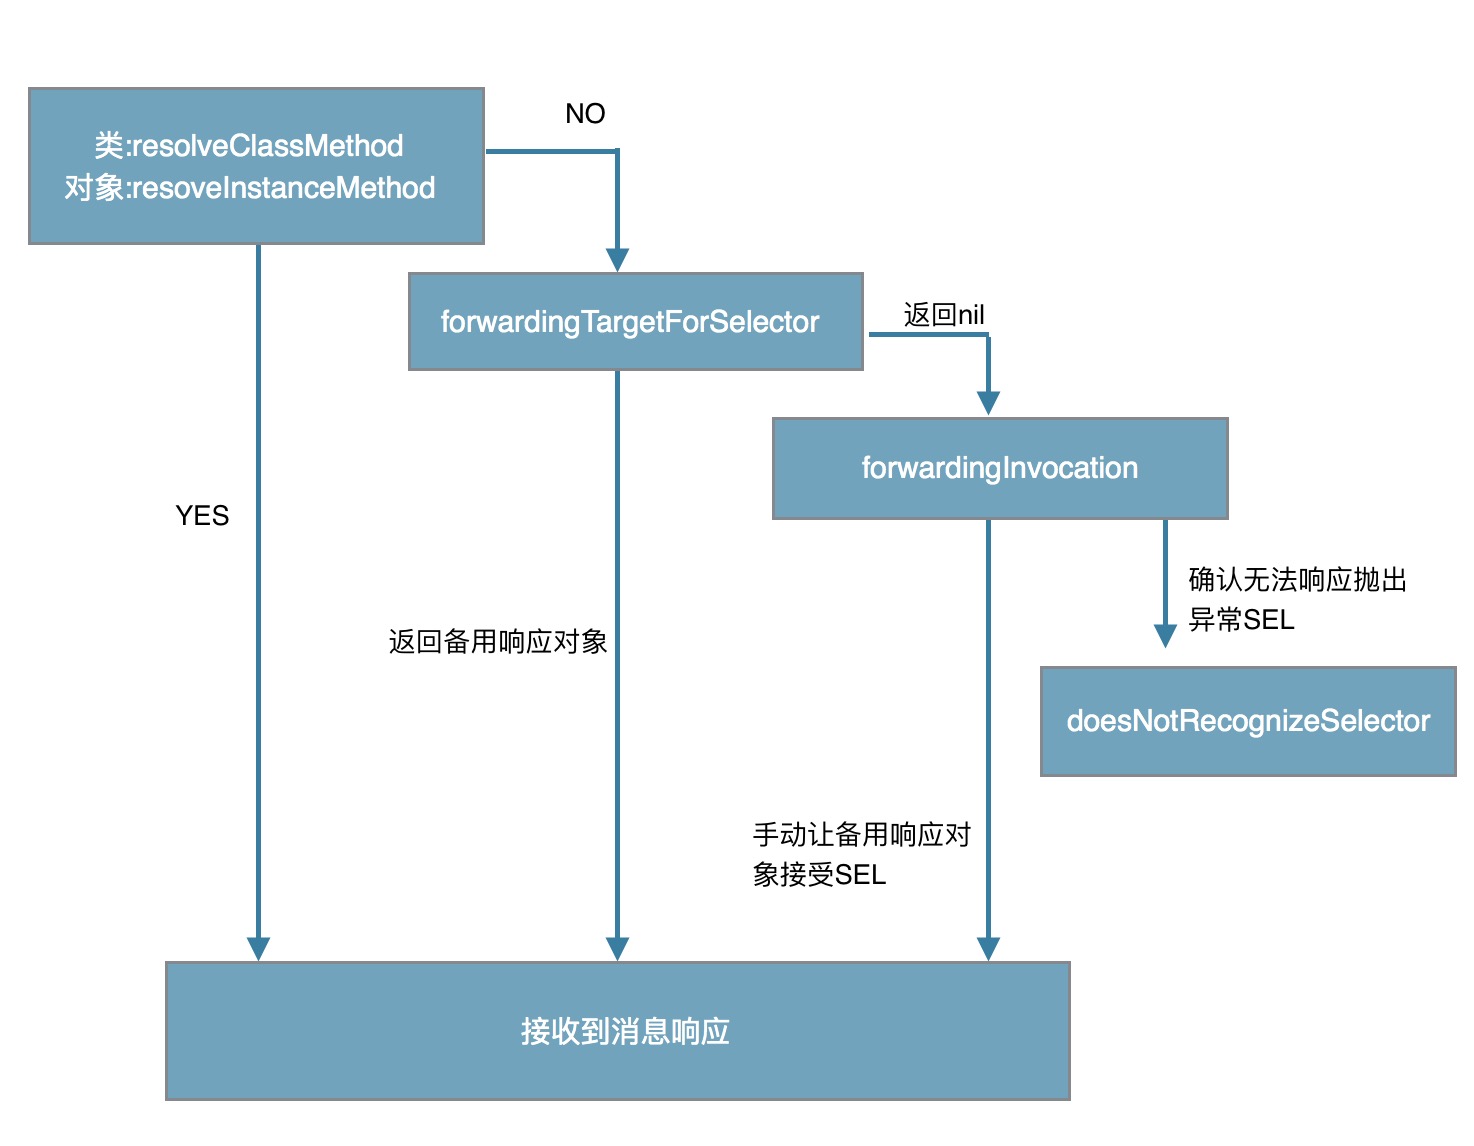 NO
类:resolveClassMethod
对象:resoveInstanceMethod
返回nil
forwardingTargetForSelector
forwardingInvocation
YES
确认无法响应抛出
异常SEL
返回备用响应对象
doesNotRecognizeSelector
手动让备用响应对
象接受SEL
接收到消息响应